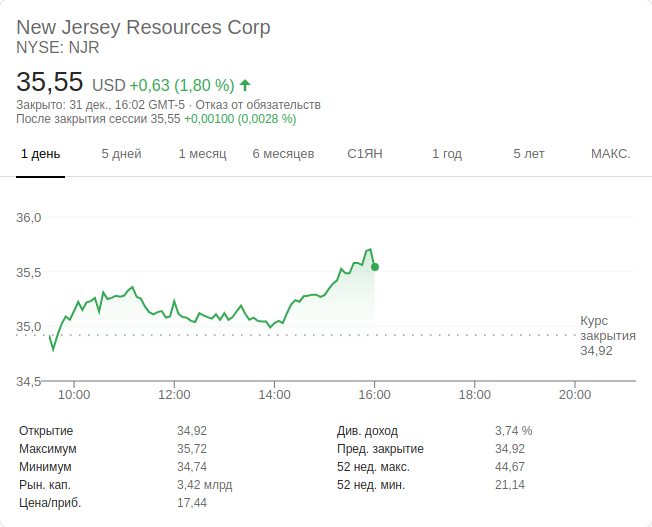 New Jersey Resources Corp
NYSE: NJR
35,55 USD +0,63 (1,80 %)
Закрыто: 31 дек., 16:02 GMT-5 · Отказ от обязательств
После закрытия сессии 35,55 +0,00100 (0,0028 %)
1 день 5 дней 1 месяц 6 месяцев С1ЯН 1 год 5 лет МАКС.
36,0
35,5
35,0
Курс
закрытия
34,92
34,5
10:00 12:00 14:00 16:00 18:00 20:00
Открытие 34,92 Див. доход 3,74 %
Максимум 35,72 Пред. закрытие 34,92
Минимум 34,74 52 нед. макс. 44,67
Рын. кап. 3,42 млрд 52 нед. мин. 21,14
Цена/приб. 17,44